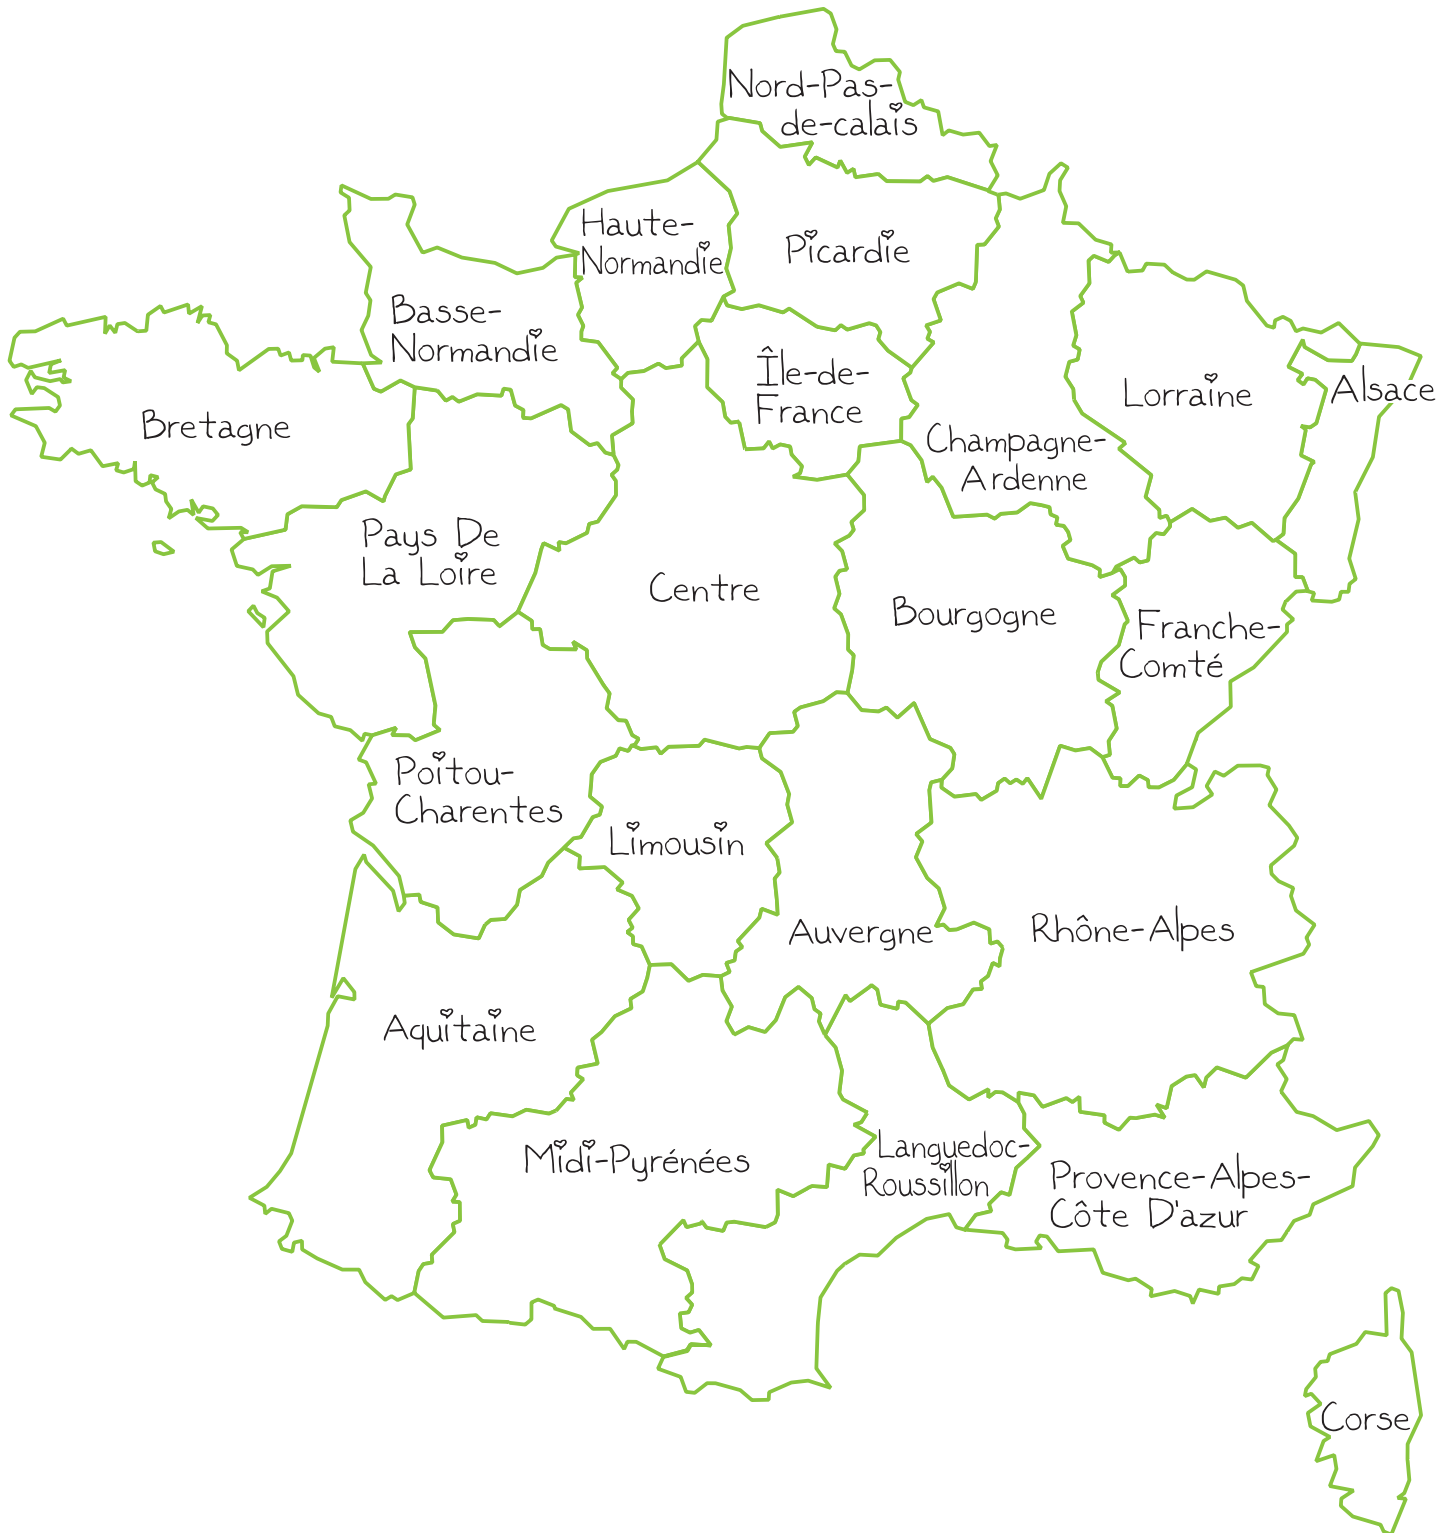 Nord-Pas-
de-calais
Haute-
Normandie
Picardie
Basse-
Normandie
Île-de-
France
Lorraine
Alsace
Bretagne
Champagne-
Ardenne
Pays De
La Loire
Centre
Bourgogne
Franche-
Comté
Poitou-
Charentes
Limousin
Auvergne
Rhône-Alpes
Aquitaine
Midi-Pyrénées
Languedoc-
Roussillon
Provence-Alpes-
Côte D'azur
Corse